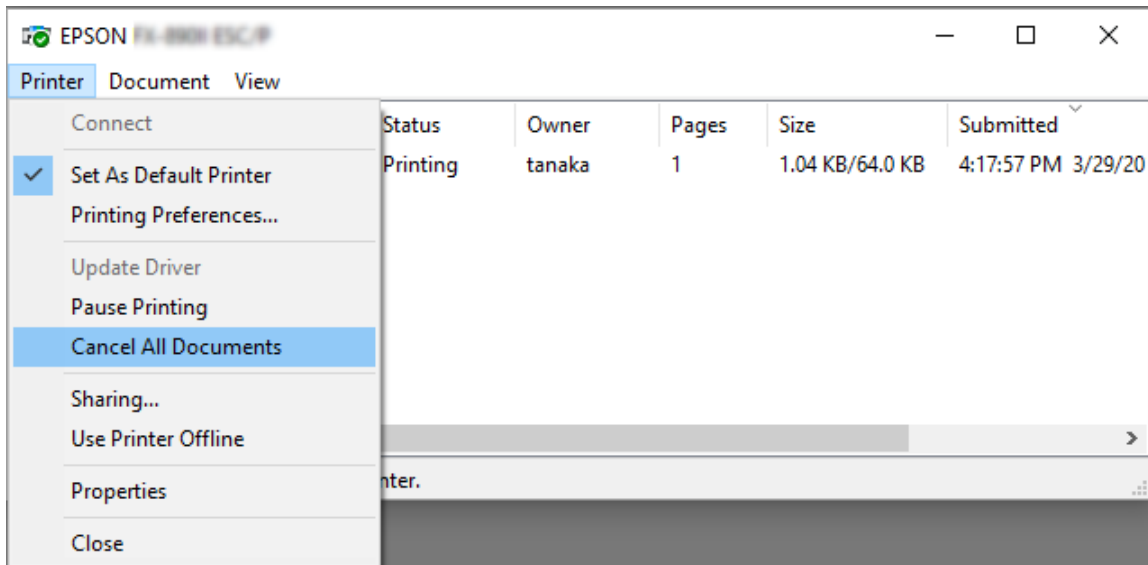 EPSON
Printer Document View
Connect Status Owner Pages Size Submitted
Set As Default Printer Printing tanaka 1 1.04 KB/64.0 KB 4:17:57 PM 3/29/20
Printing Preferences...
Update Driver
Pause Printing
Cancel All Documents
Sharing...
Use Printer Offline
Properties nter.
Close